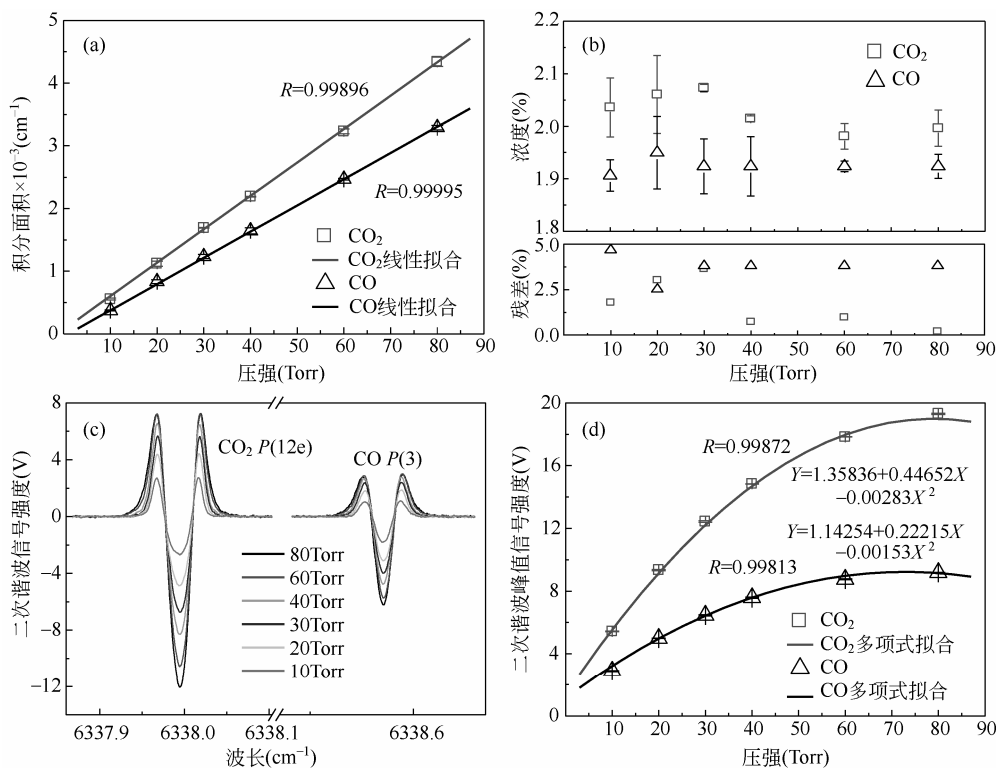 (a)
5
4
3
2
1
0
积分面积×10⁻³(cm⁻¹)
R=0.99896
R=0.99995
CO₂
CO₂线性拟合
CO
CO线性拟合
10 20 30 40 50 60 70 80 90
压强(Torr)
(b)
2.2
2.1
2.0
1.9
1.8
浓度(%)
CO₂
CO
5.0
2.5
0.0
残差(%)
10 20 30 40 50 60 70 80 90
压强(Torr)
(c)
8
4
0
−4
−8
−12
二次谐波信号强度(V)
CO₂ P(12e)
CO P(3)
80Torr
60Torr
40Torr
30Torr
20Torr
10Torr
6337.9 6338.0 6338.1 6338.6
波长(cm⁻¹)
(d)
20
16
12
8
4
0
二次谐波峰值信号强度(V)
R=0.99872
Y=1.35836+0.44652X
−0.00283X²
Y=1.14254+0.22215X
−0.00153X²
R=0.99813
CO₂
CO₂多项式拟合
CO
CO多项式拟合
10 20 30 40 50 60 70 80 90
压强(Torr)